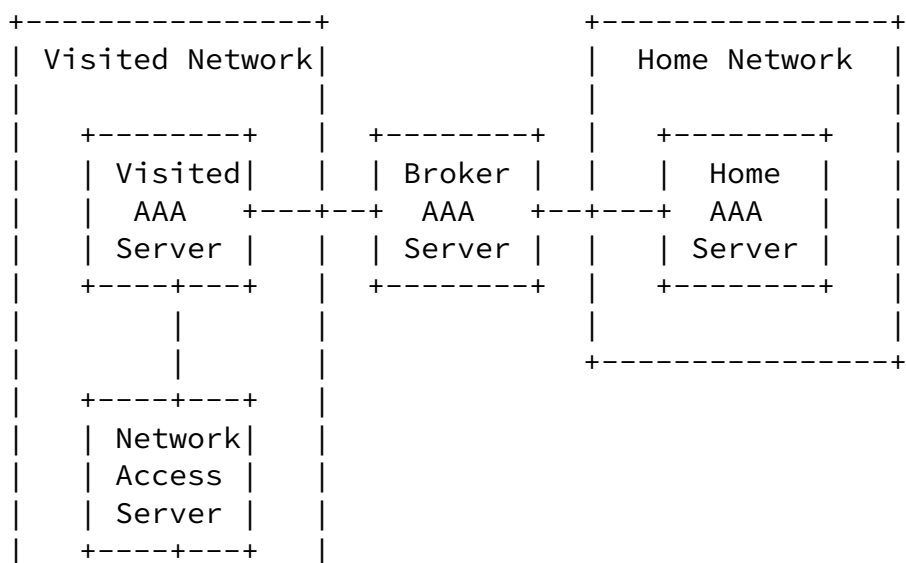 +----------------+                +----------------+
| Visited Network|                |  Home Network  |
|                |                |                |
|   +--------+   |  +--------+    |   +--------+   |
|   | Visited|   |  | Broker |    |   |  Home  |   |
|   |  AAA   +---+--+  AAA   +--+---+  AAA   |   |
|   | Server |   |  | Server |    |   | Server |   |
|   +----+---+   |  +--------+    |   +--------+   |
|        |       |                |                |
|        |       |                +----------------+
|   +----+---+   |
|   | Network|   |
|   | Access |   |
|   | Server |   |
|   +----+---+   |